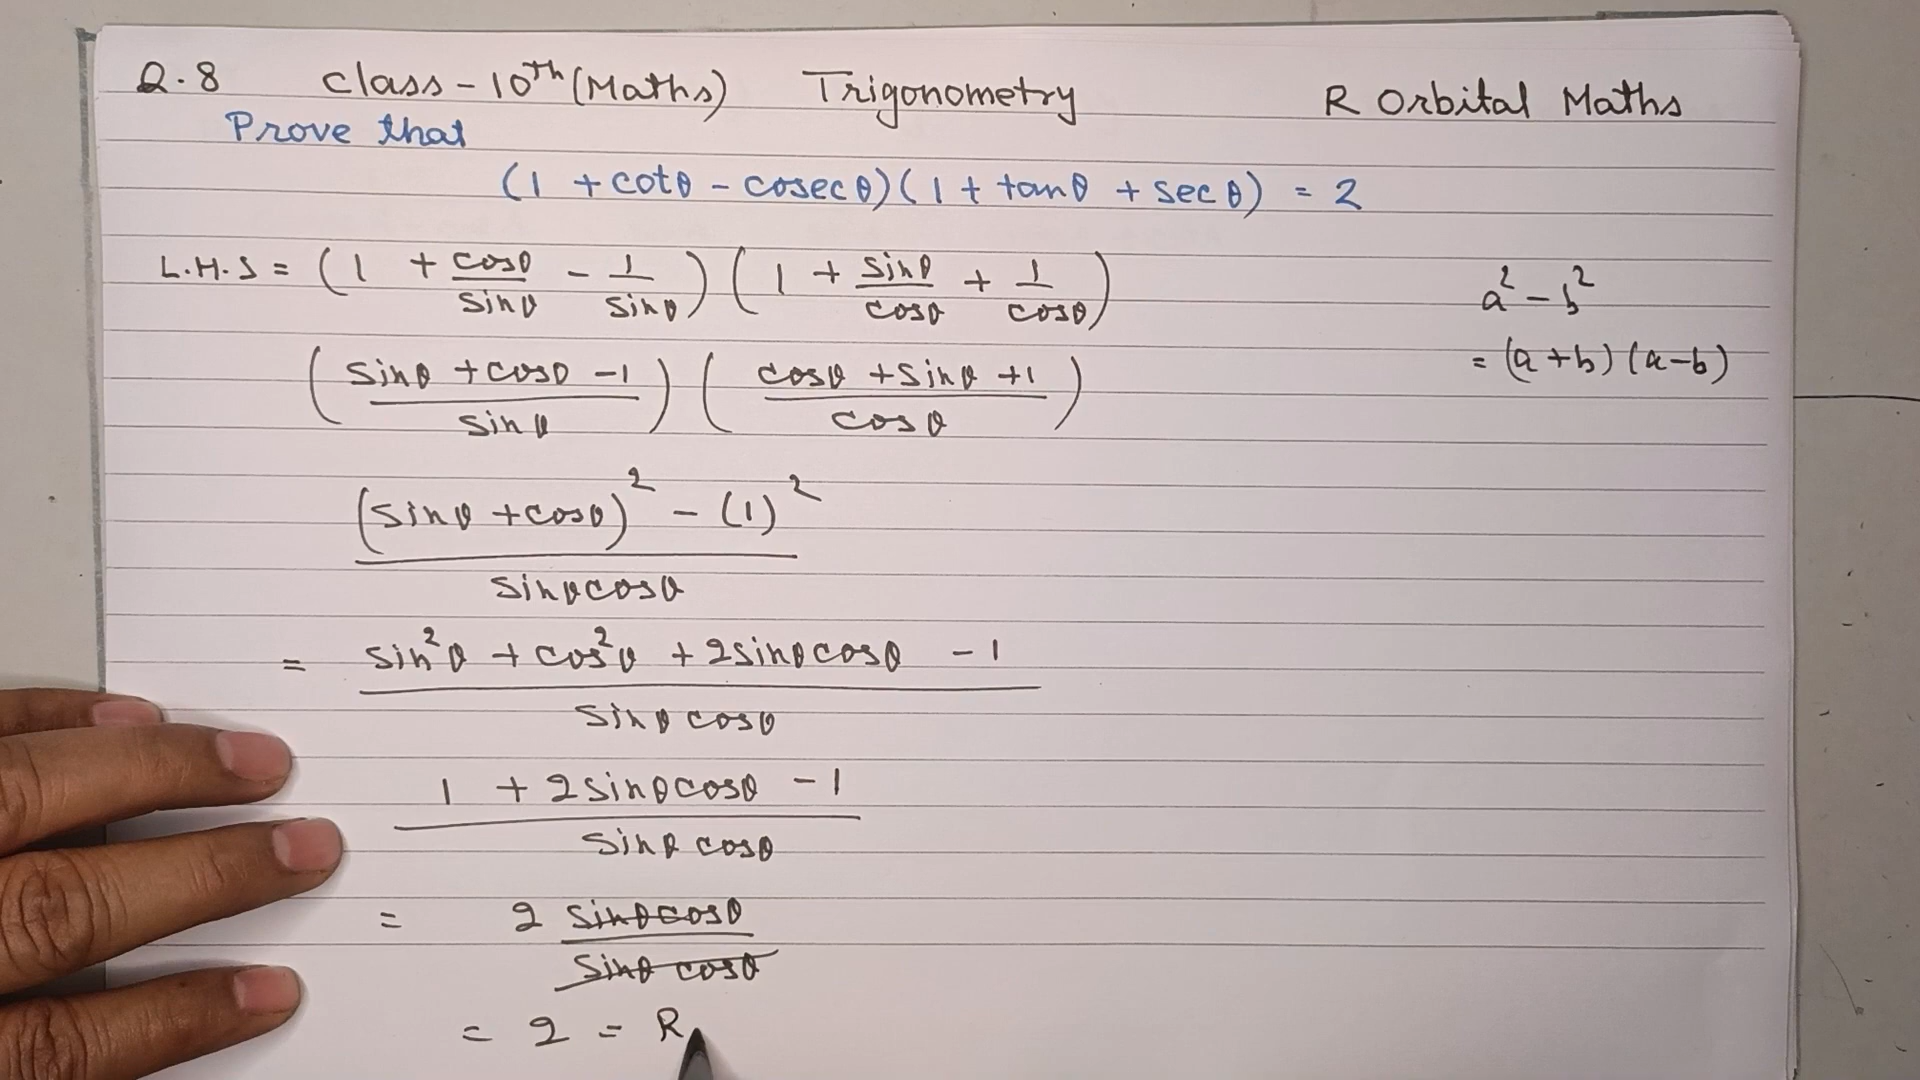 Q.8 Class-10th (Maths) Trigonometry R Orbital Maths
Prove that
(1 + cotθ - cosecθ)(1 + tanθ + secθ) = 2
L.H.S = (1 + cosθ/sinθ - 1/sinθ)(1 + sinθ/cosθ + 1/cosθ)
a² - b²
= (a+b)(a-b)
((sinθ + cosθ - 1)/sinθ)((cosθ + sinθ + 1)/cosθ)
((sinθ + cosθ)² - (1)²)/(sinθcosθ)
= (sin²θ + cos²θ + 2sinθcosθ - 1)/(sinθ cosθ)
(1 + 2sinθcosθ - 1)/(sinθ cosθ)
= 2 sinθcosθ/(sinθ cosθ)
= 2 = R